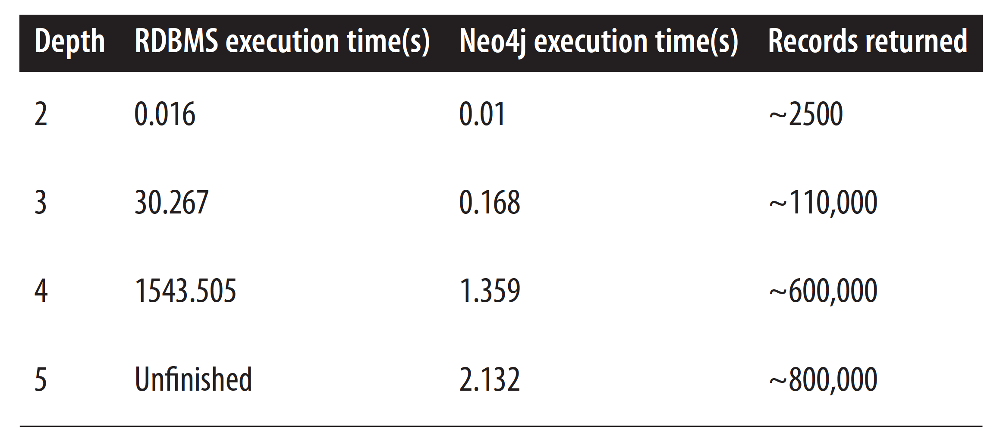 Depth RDBMS execution time(s) Neo4j execution time(s) Records returned
2 0.016 0.01 ~2500
3 30.267 0.168 ~110,000
4 1543.505 1.359 ~600,000
5 Unfinished 2.132 ~800,000